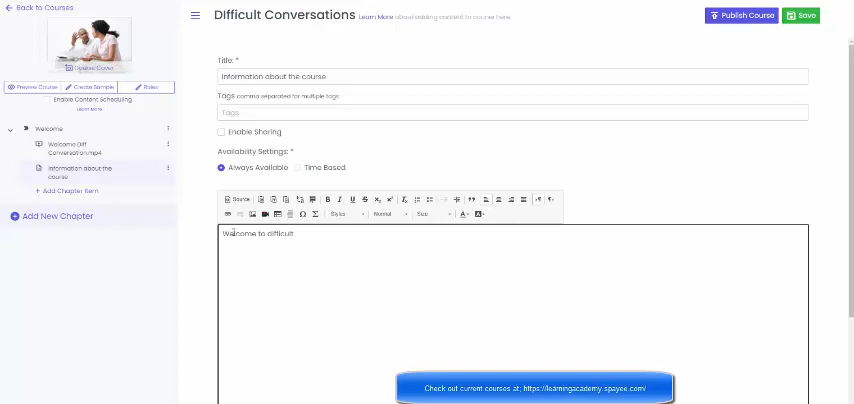 Back to Courses
Update Cover
Preview Course
Create Sample
Rules
Enable Content Scheduling
Learn More
Welcome
Welcome Diff
Conversation.mp4
Information about the
course
+ Add Chapter Item
Add New Chapter
DIfficult Conversations Learn More about adding content to course here.
Publish Course
Save
Title: *
Information about the course
Tags comma separated for multiple tags
Tags
Enable Sharing
Availability Settings: *
Always Available
Time Based
Source
Styles
Normal
Size
Welcome to difficult
Check out current courses at; https://learningacademy.spayee.com/